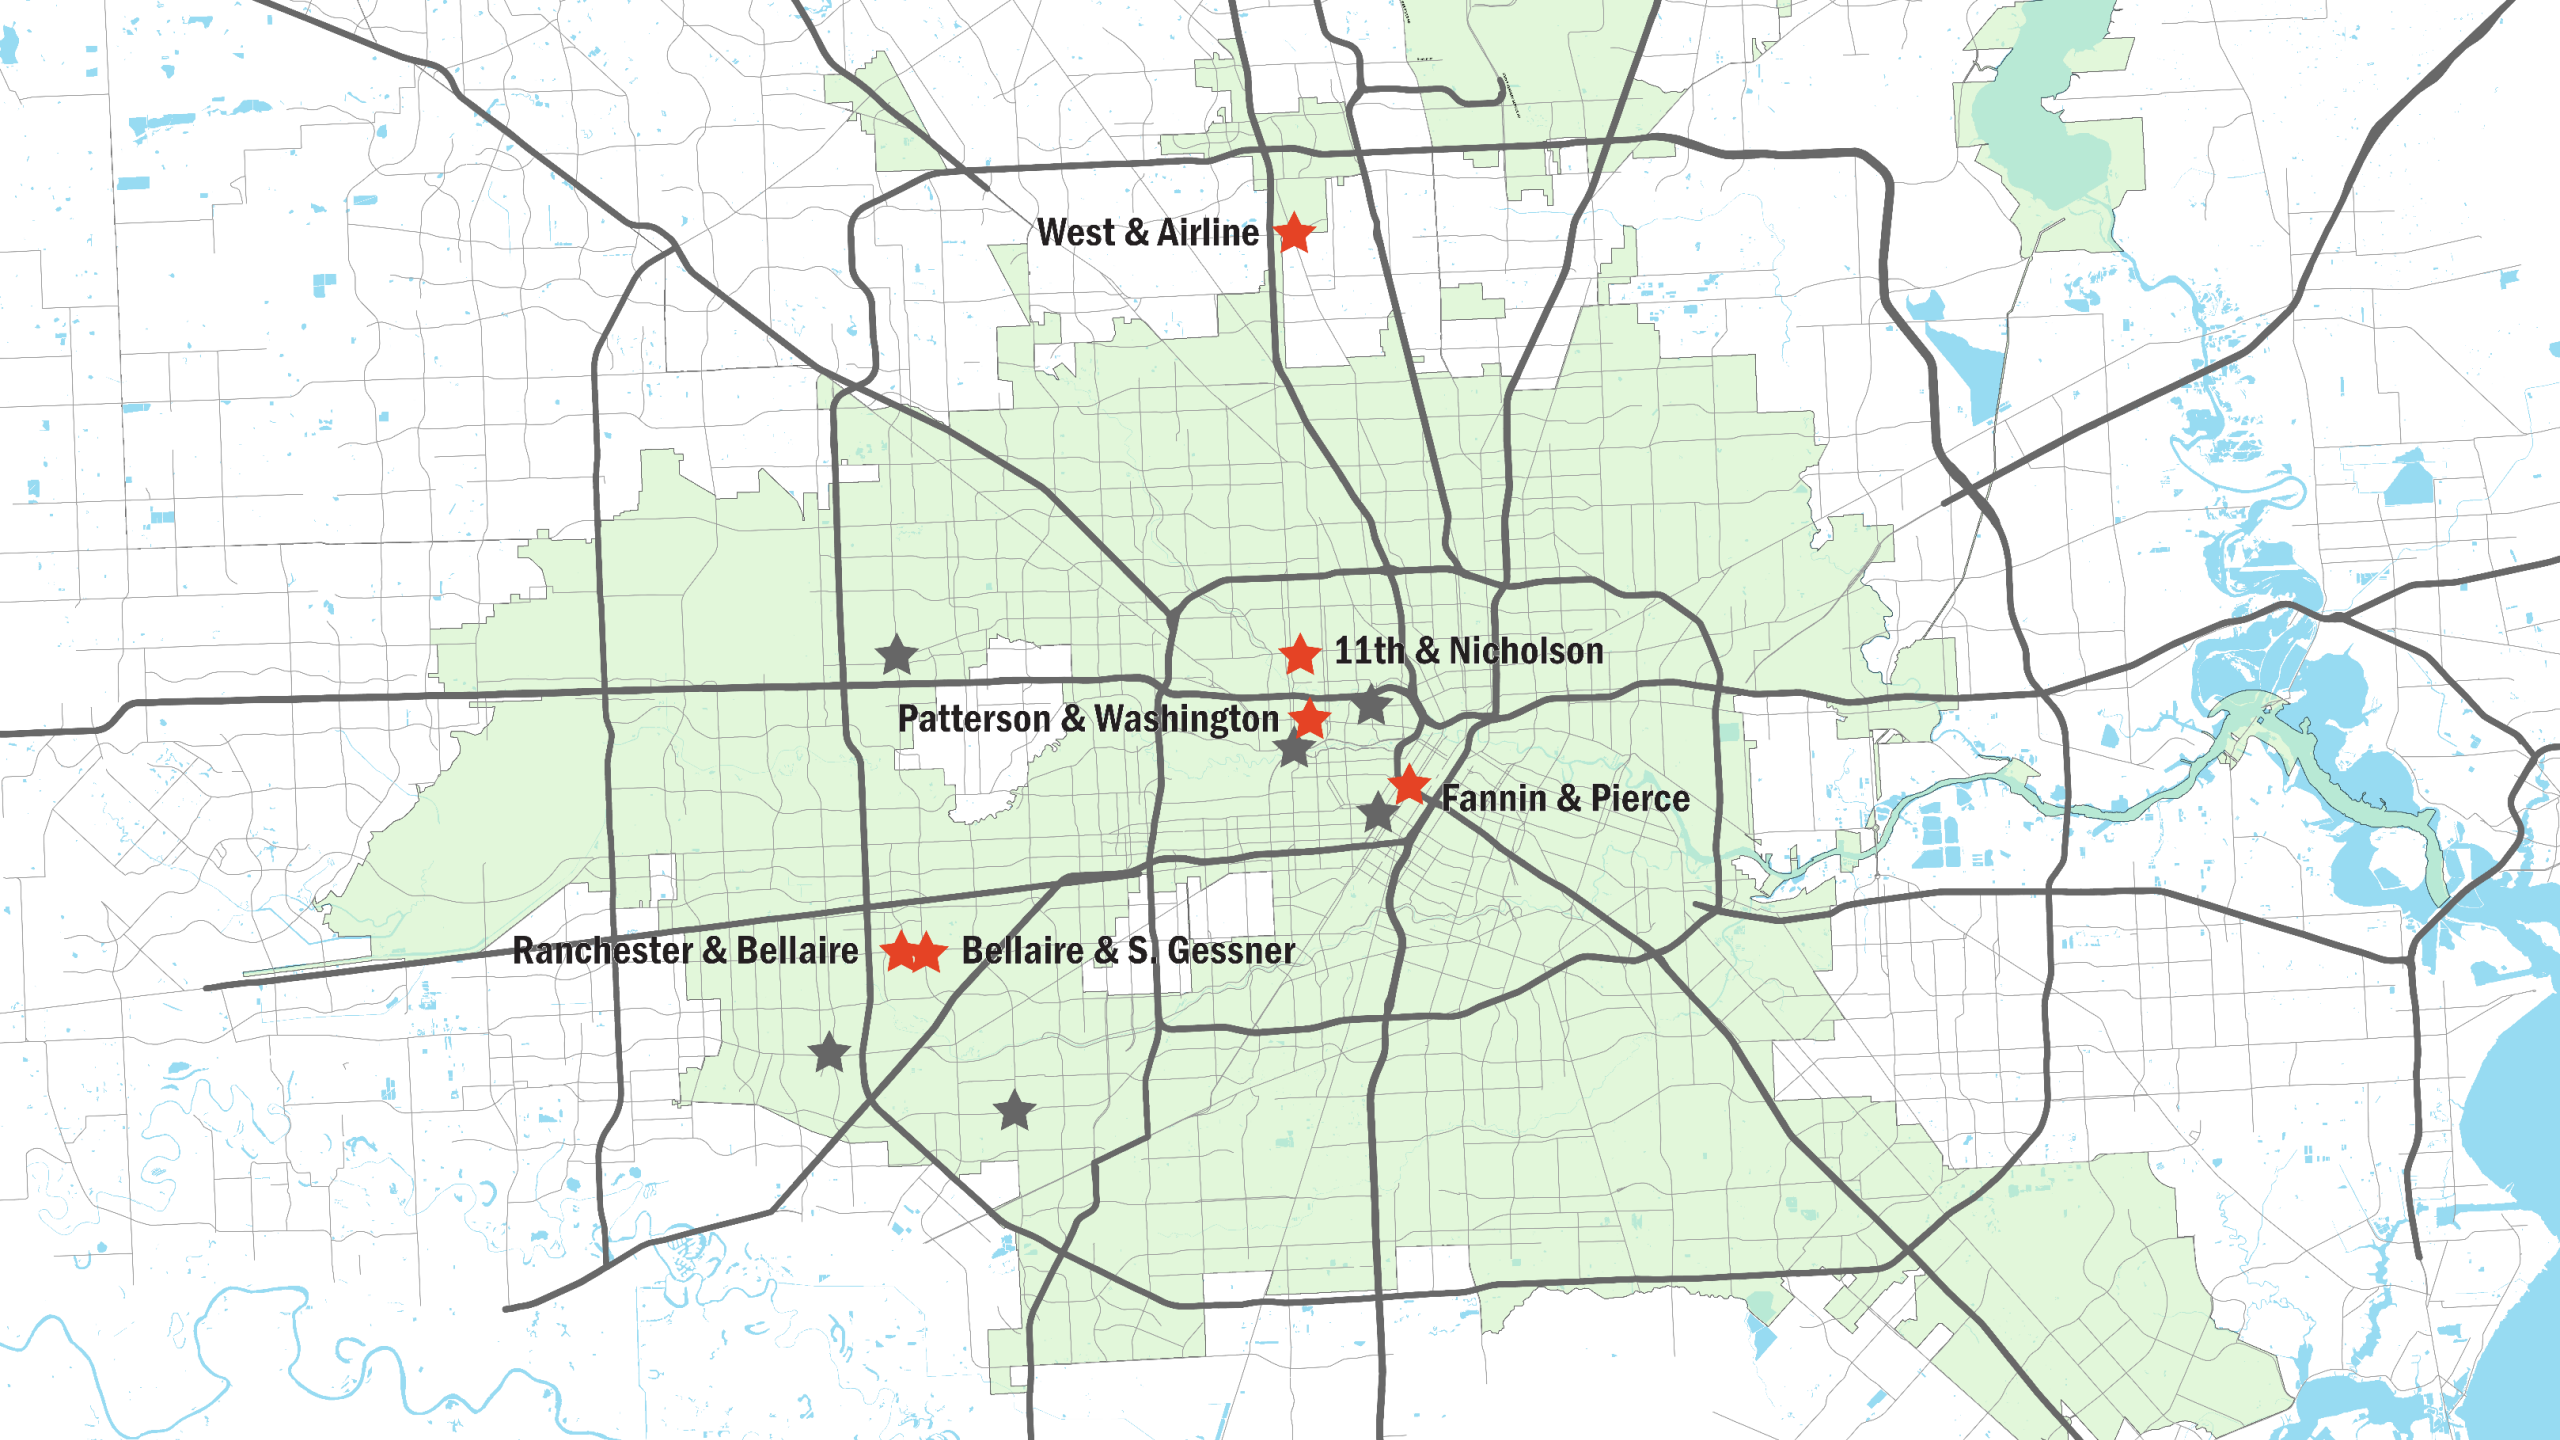 West & Airline
11th & Nicholson
Patterson & Washington
Fannin & Pierce
Ranchester & Bellaire
Bellaire & S. Gessner